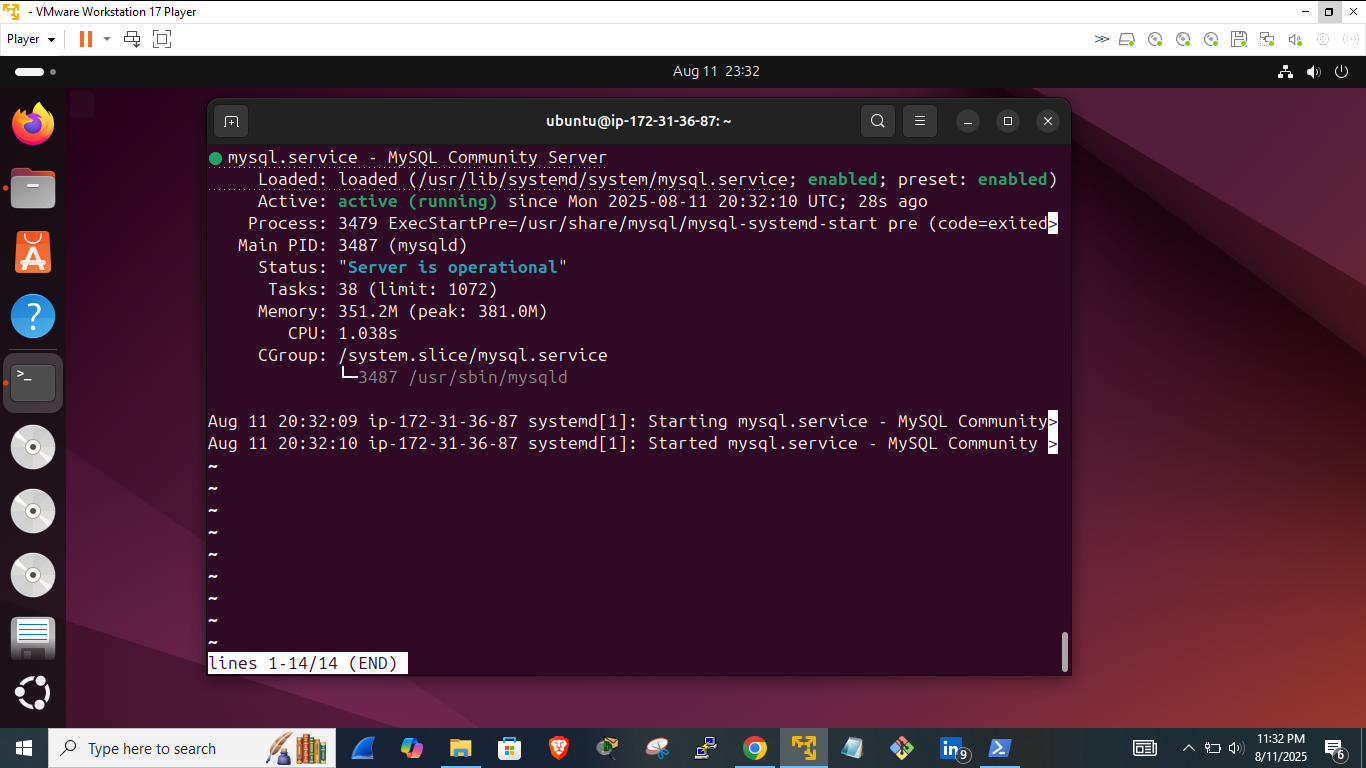 - VMware Workstation 17 Player
Player
Aug 11 23:32
ubuntu@ip-172-31-36-87: ~
mysql.service - MySQL Community Server
Loaded: loaded (/usr/lib/systemd/system/mysql.service; enabled; preset: enabled)
Active: active (running) since Mon 2025-08-11 20:32:10 UTC; 28s ago
Process: 3479 ExecStartPre=/usr/share/mysql/mysql-systemd-start pre (code=exited>
Main PID: 3487 (mysqld)
Status: "Server is operational"
Tasks: 38 (limit: 1072)
Memory: 351.2M (peak: 381.0M)
CPU: 1.038s
CGroup: /system.slice/mysql.service
└─3487 /usr/sbin/mysqld
Aug 11 20:32:09 ip-172-31-36-87 systemd[1]: Starting mysql.service - MySQL Community>
Aug 11 20:32:10 ip-172-31-36-87 systemd[1]: Started mysql.service - MySQL Community >
~
~
~
~
~
~
~
~
~
lines 1-14/14 (END)
Type here to search
in 9
11:32 PM
8/11/2025
6